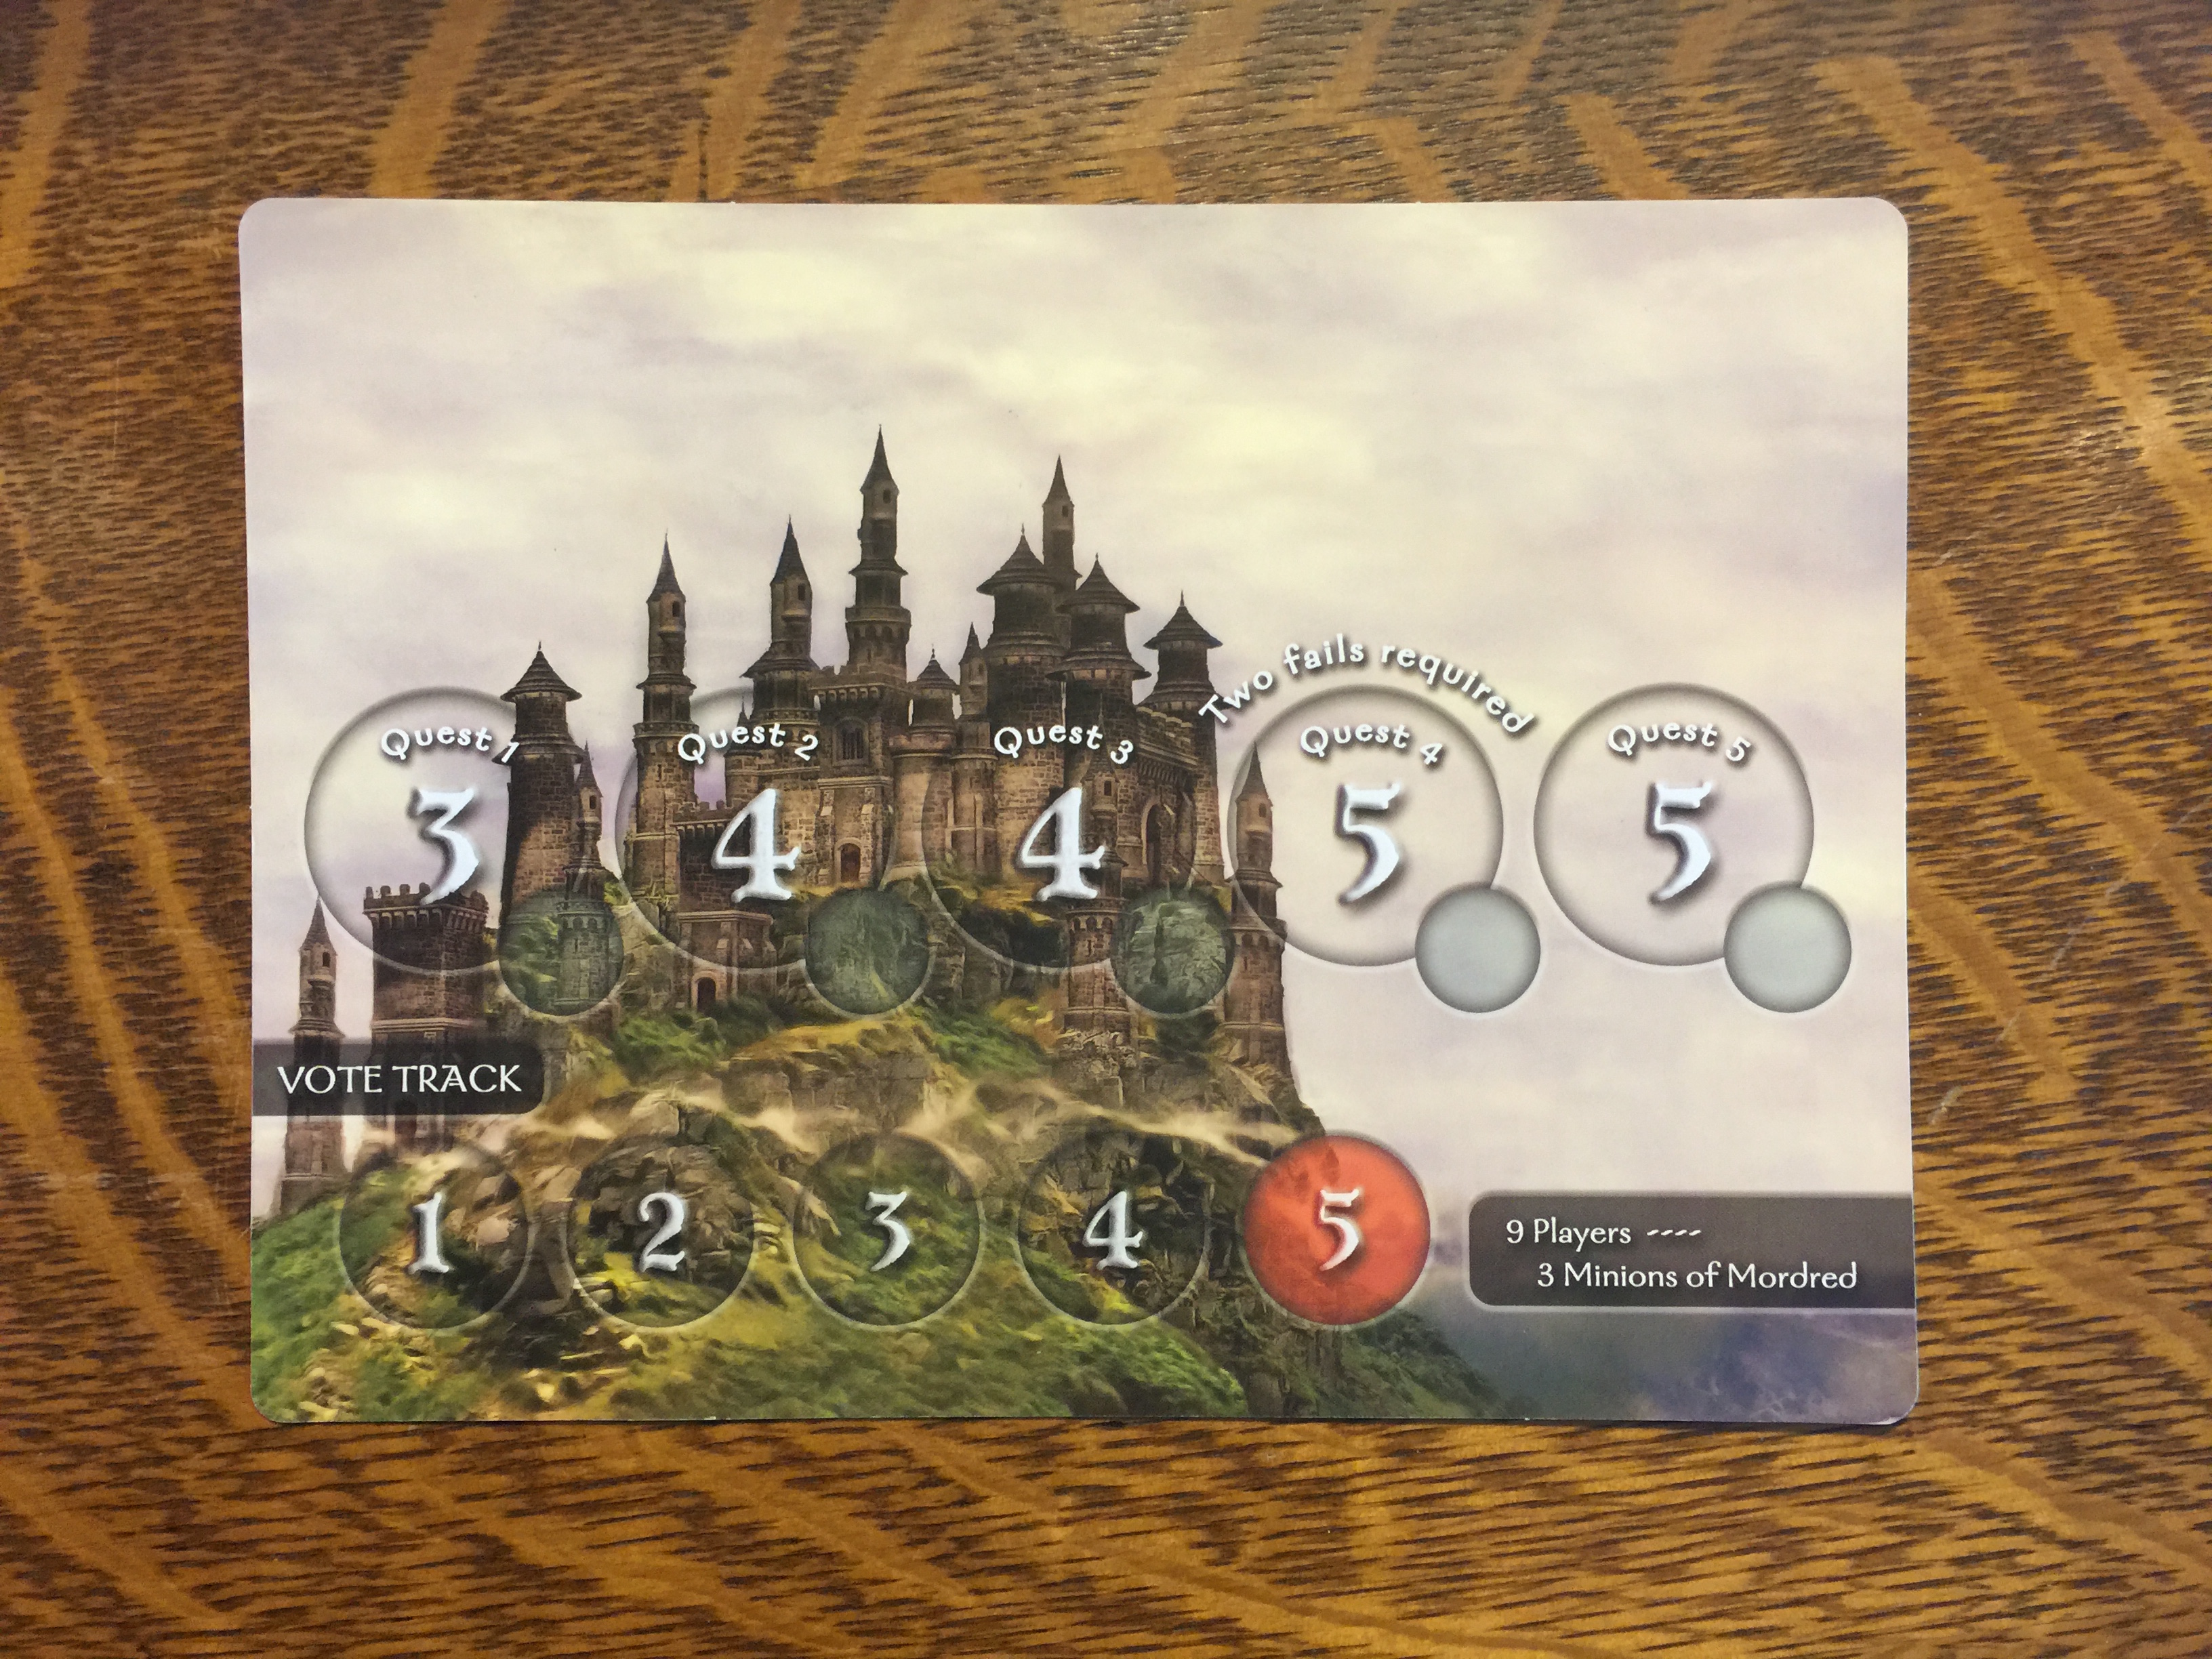 Two fails required
Quest 1
Quest 2
Quest 3
Quest 4
Quest 5
3
4
4
5
5
VOTE TRACK
1
2
3
4
5
9 Players ----
3 Minions of Mordred